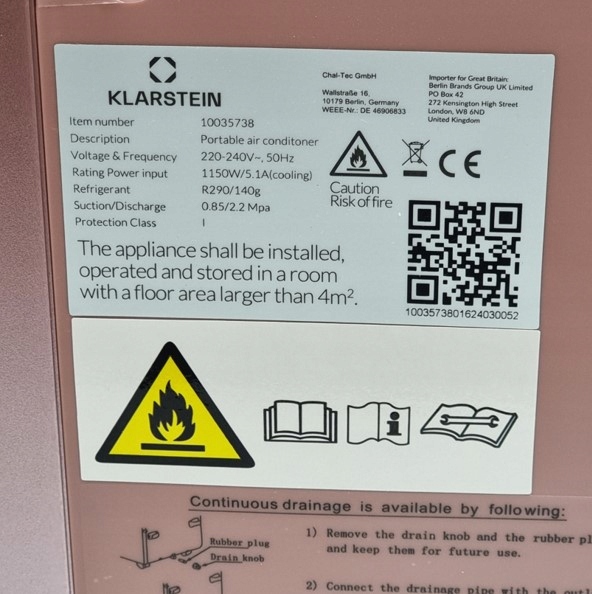 KLARSTEIN
Chal-Tec GmbH
Wallstraße 16,
10179 Berlin, Germany
WEEE-Nr.: DE 46906833
Importer for Great Britain:
Berlin Brands Group UK Limited
PO Box 42
272 Kensington High Street
London, W8 6ND
United Kingdom
Item number 10035738
Description Portable air conditoner
Voltage & Frequency 220-240V~, 50Hz
Rating Power input 1150W/5.1A(cooling)
Refrigerant R290/140g
Suction/Discharge 0.85/2.2 Mpa
Protection Class I
Caution
Risk of fire
CE
The appliance shall be installed,
operated and stored in a room
with a floor area larger than 4m².
1003573801624030052
i
Continuous drainage is available by following:
Rubber plug
Drain knob
1) Remove the drain knob and the rubber
and keep them for future use.
2) Connect the drainage pipe with the